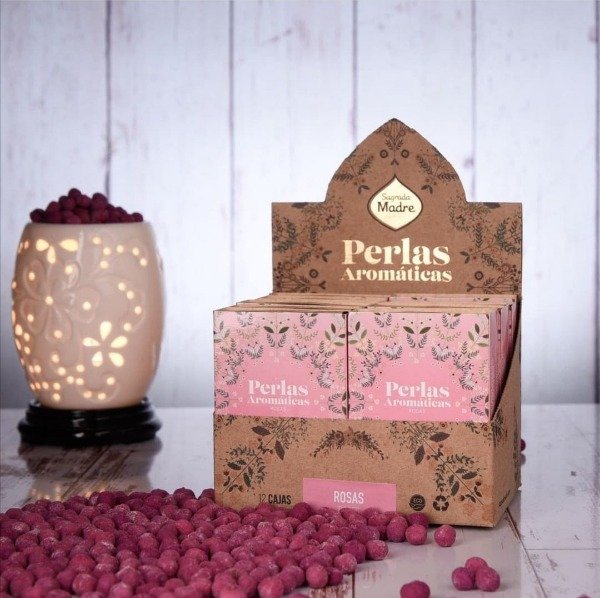 Sagrada
Madre
Perlas
Aromáticas
Perlas
Aromáticas
ROSAS
Perlas
Aromáticas
ROSAS
12 CAJAS
ROSAS